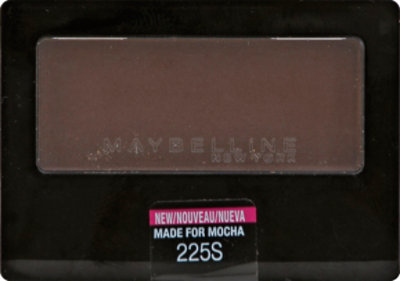 MAYBELLINE
NEW YORK
NEW/NOUVEAU/NUEVA
MADE FOR MOCHA
225S